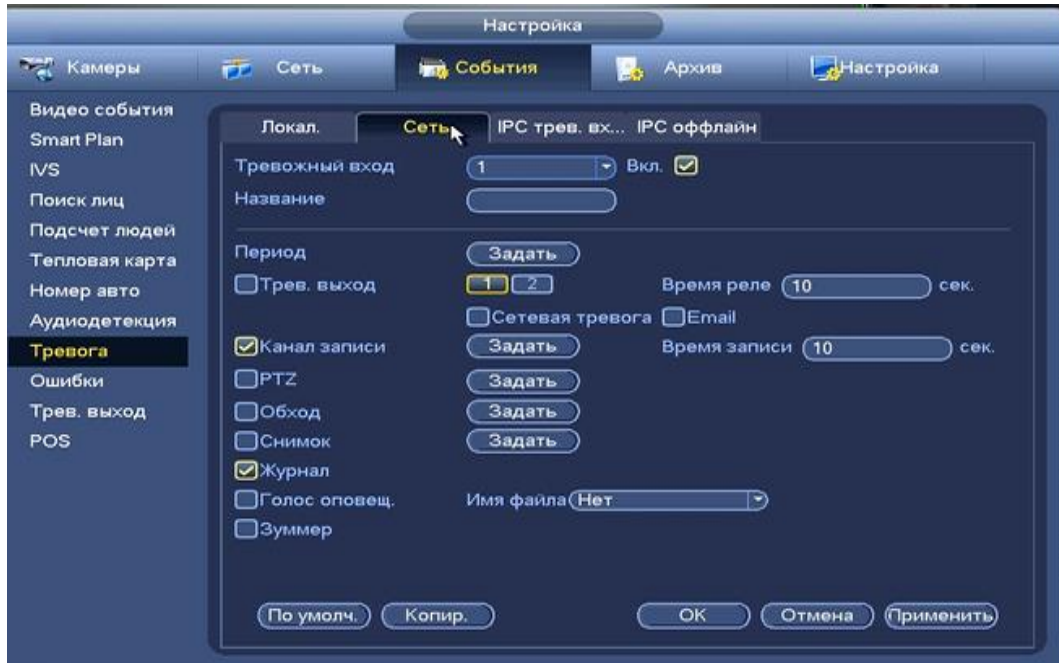 Настройка
Камеры Сеть События Архив Настройка
Видео события
Smart Plan
IVS
Поиск лиц
Подсчет людей
Тепловая карта
Номер авто
Аудиодетекция
Тревога
Ошибки
Трев. выход
POS
Локал. Сеть IPC трев. вх... IPC оффлайн
Тревожный вход 1 Вкл.
Название
Период Задать
Трев. выход 1 2 Время реле 10 сек.
Сетевая тревога Email
Канал записи Задать Время записи 10 сек.
PTZ Задать
Обход Задать
Снимок Задать
Журнал
Голос оповещ. Имя файла Нет
Зуммер
По умолч. Копир. OK Отмена Применить